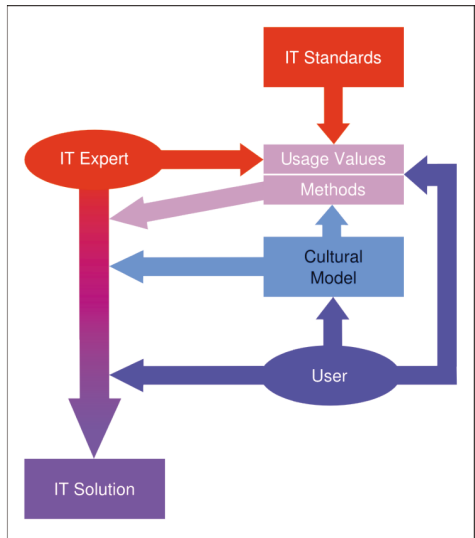 IT Standards
IT Expert
Usage Values
Methods
Cultural
Model
User
IT Solution